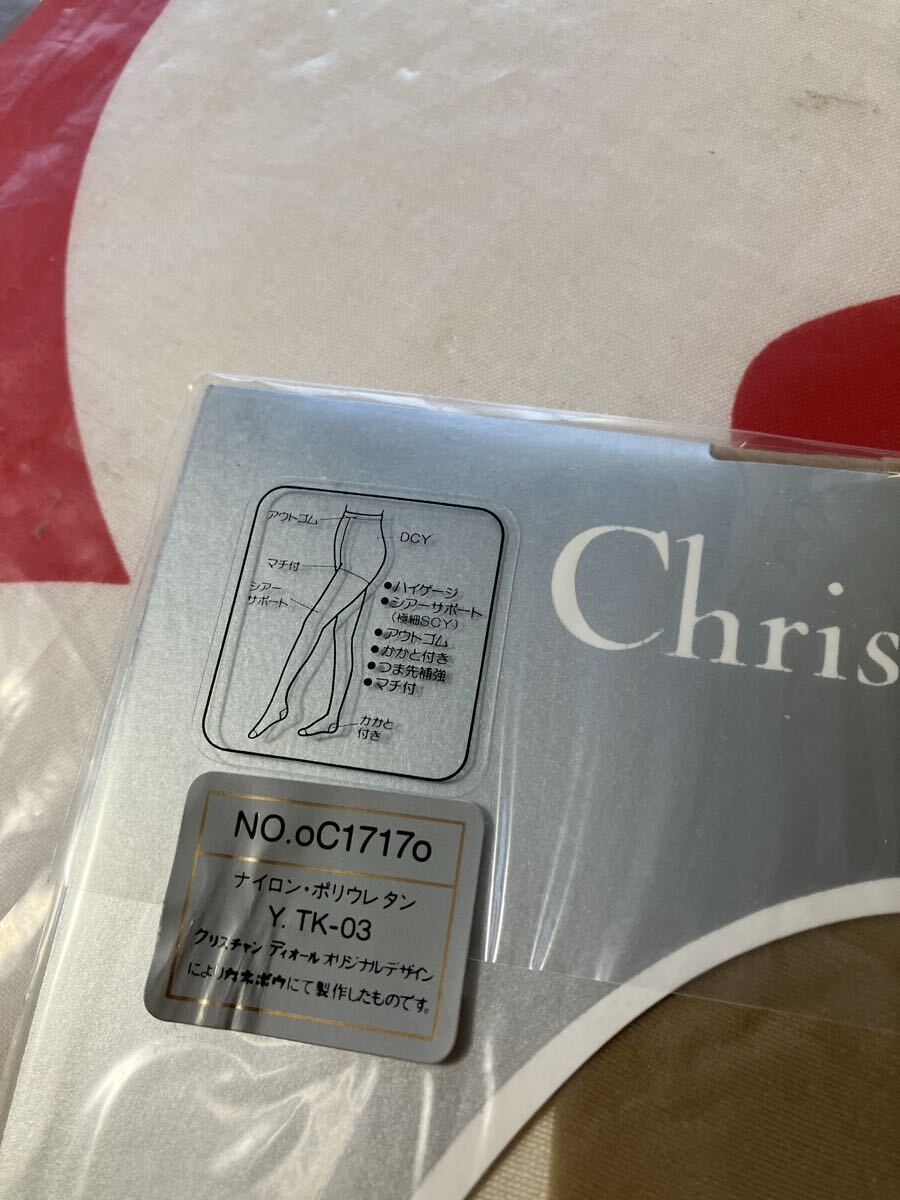 アウトゴム
DCY
マチ付
シアー
サポート
●ハイゲージ
●シアーサポート
(極細SCY)
●アウトゴム
●かかと付き
●つま先補強
●マチ付
かかと
付き
Chris
NO.oC1717o
ナイロン・ポリウレタン
Y. TK-03
クリスチャン ディオール オリジナルデザイン
によりカネボウにて製作したものです。